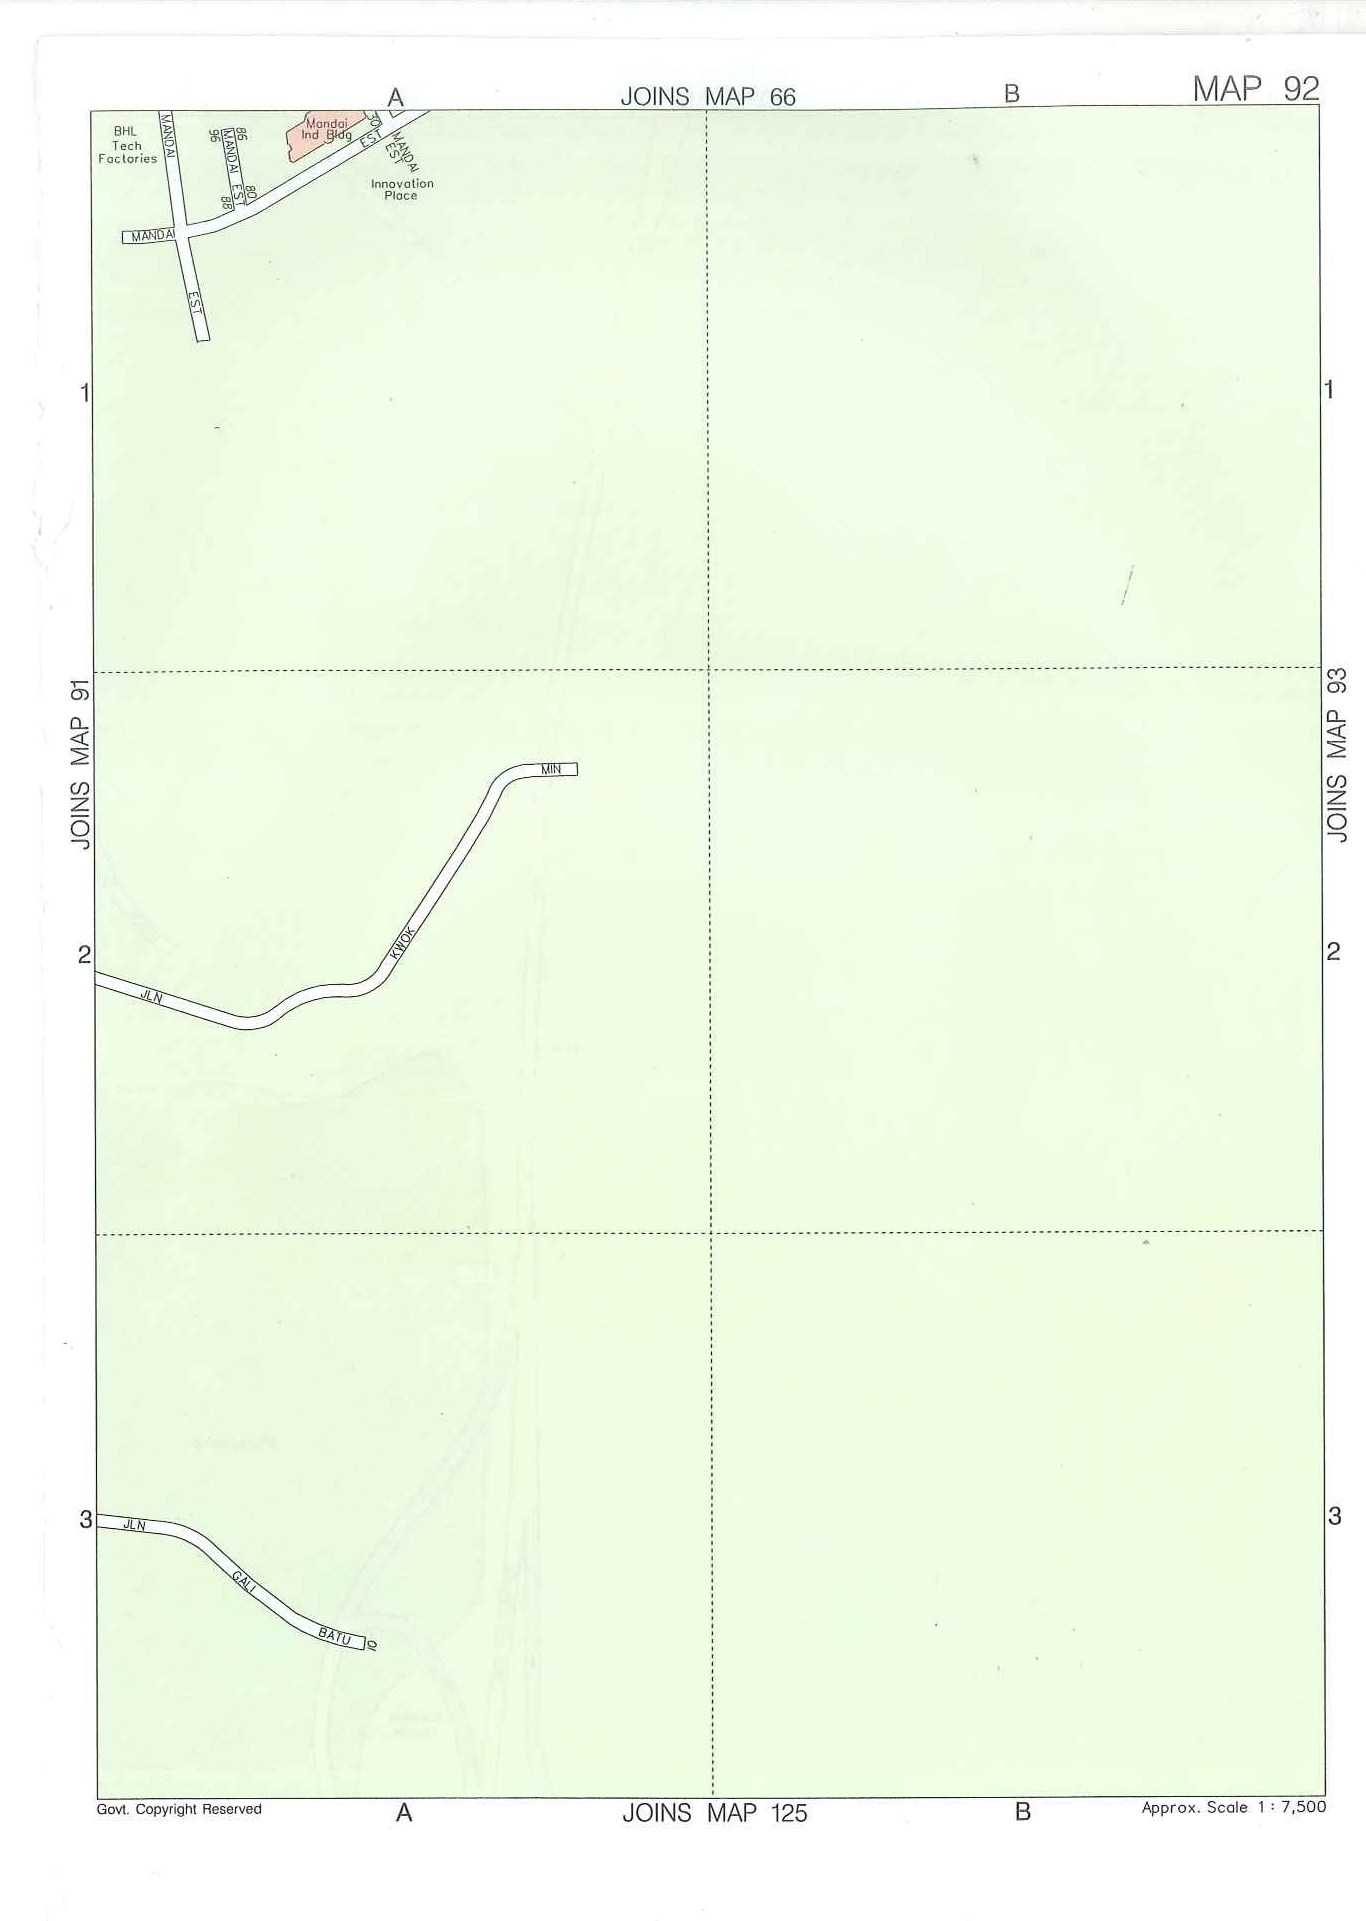 A
JOINS MAP 66
B
MAP 92
BHL
Tech
Factories
MANDAI
96
86
MANDAI EST
88
80
Mandai
Ind Bldg
30
EST
MANDAI
EST
Innovation
Place
MANDAI
EST
1
1
JOINS MAP 91
JOINS MAP 93
MIN
KWOK
2
2
JLN
3
3
JLN
GALI
BATU
10
Govt. Copyright Reserved
A
JOINS MAP 125
B
Approx. Scale 1 : 7,500